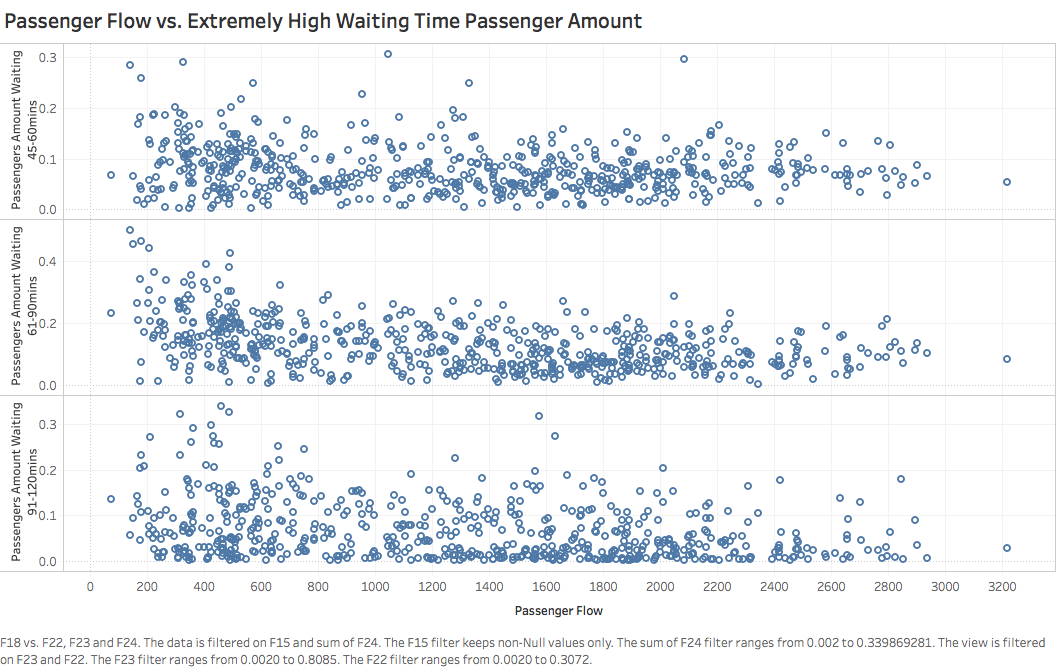 Passenger Flow vs. Extremely High Waiting Time Passenger Amount
Passengers Amount Waiting
45-60mins
0.3
0.2
0.1
0.0
Passengers Amount Waiting
61-90mins
0.4
0.2
0.0
Passengers Amount Waiting
91-120mins
0.3
0.2
0.1
0.0
0 200 400 600 800 1000 1200 1400 1600 1800 2000 2200 2400 2600 2800 3000 3200
Passenger Flow
F18 vs. F22, F23 and F24. The data is filtered on F15 and sum of F24. The F15 filter keeps non-Null values only. The sum of F24 filter ranges from 0.002 to 0.339869281. The view is filtered
on F23 and F22. The F23 filter ranges from 0.0020 to 0.8085. The F22 filter ranges from 0.0020 to 0.3072.